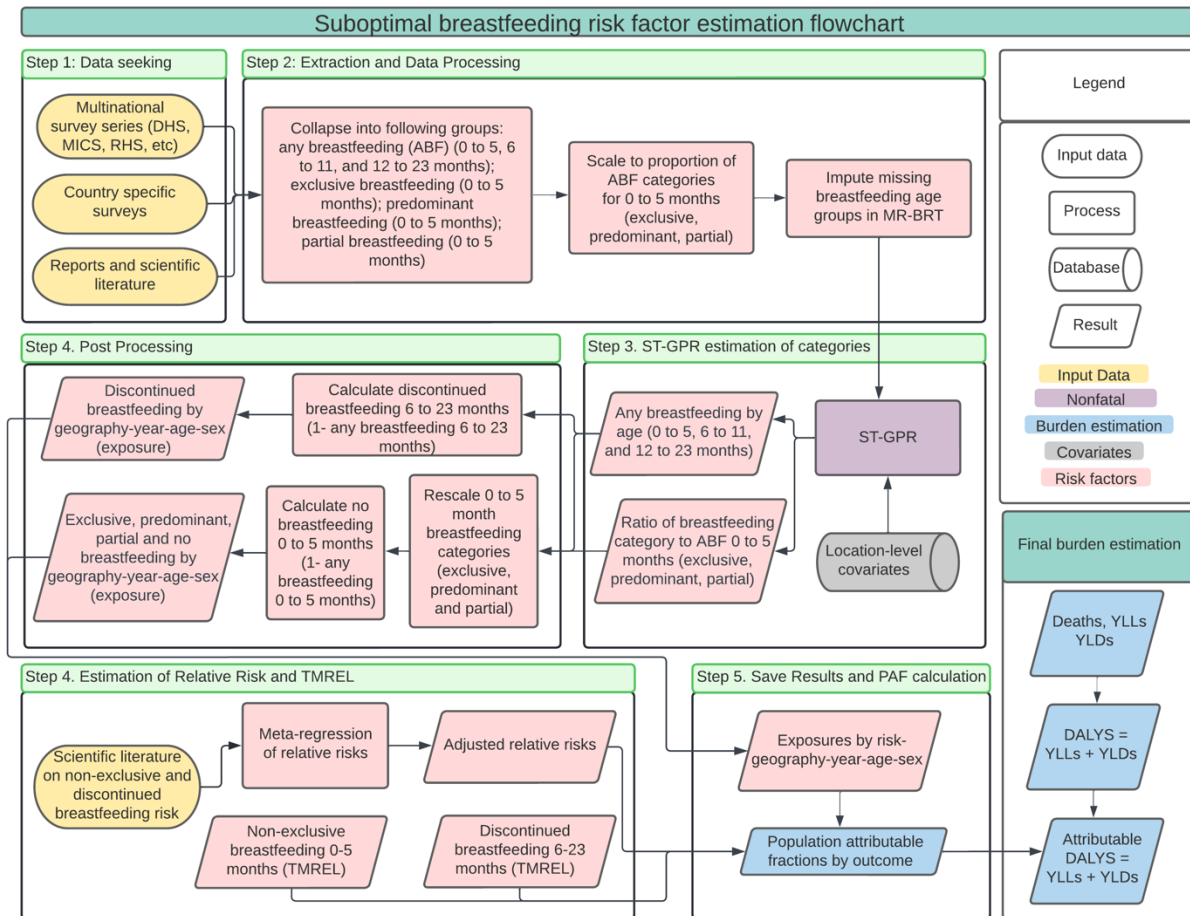 Suboptimal breastfeeding risk factor estimation flowchart
Step 1: Data seeking
Multinational
survey series (DHS,
MICS, RHS, etc)
Country specific
surveys
Reports and scientific
literature
Step 2: Extraction and Data Processing
Collapse into following groups:
any breastfeeding (ABF) (0 to 5, 6
to 11, and 12 to 23 months);
exclusive breastfeeding (0 to 5
months); predominant
breastfeeding (0 to 5 months);
partial breastfeeding (0 to 5
months)
Scale to proportion of
ABF categories
for 0 to 5 months
(exclusive,
predominant, partial)
Impute missing
breastfeeding age
groups in MR-BRT
Legend
Input data
Process
Database
Result
Input Data
Nonfatal
Burden estimation
Covariates
Risk factors
Step 4. Post Processing
Discontinued
breastfeeding by
geography-year-age-sex
(exposure)
Calculate discontinued
breastfeeding 6 to 23 months
(1- any breastfeeding 6 to 23
months)
Exclusive, predominant,
partial and no
breastfeeding by
geography-year-age-sex
(exposure)
Calculate no
breastfeeding
0 to 5 months
(1- any
breastfeeding
0 to 5 months)
Rescale 0 to 5
month
breastfeeding
categories
(exclusive,
predominant
and partial)
Step 3. ST-GPR estimation of categories
Any breastfeeding by
age (0 to 5, 6 to 11,
and 12 to 23 months)
ST-GPR
Ratio of breastfeeding
category to ABF 0 to 5
months (exclusive,
predominant, partial)
Location-level
covariates
Step 4. Estimation of Relative Risk and TMREL
Scientific literature
on non-exclusive and
discontinued
breastfeeding risk
Meta-regression
of relative risks
Adjusted relative risks
Non-exclusive
breastfeeding 0-5
months (TMREL)
Discontinued
breastfeeding 6-23
months (TMREL)
Step 5. Save Results and PAF calculation
Exposures by risk-
geography-year-age-sex
Population attributable
fractions by outcome
Final burden estimation
Deaths, YLLs
YLDs
DALYS =
YLLs + YLDs
Attributable
DALYS =
YLLs + YLDs